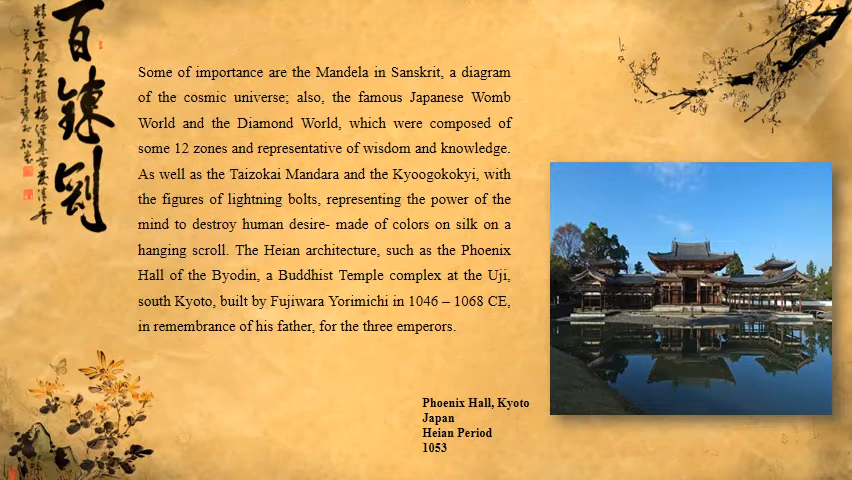 百鍊剛
Some of importance are the Mandela in Sanskrit, a diagram
of the cosmic universe; also, the famous Japanese Womb
World and the Diamond World, which were composed of
some 12 zones and representative of wisdom and knowledge.
As well as the Taizokai Mandara and the Kyoogokokyi, with
the figures of lightning bolts, representing the power of the
mind to destroy human desire- made of colors on silk on a
hanging scroll. The Heian architecture, such as the Phoenix
Hall of the Byodin, a Buddhist Temple complex at the Uji,
south Kyoto, built by Fujiwara Yorimichi in 1046 – 1068 CE,
in remembrance of his father, for the three emperors.
Phoenix Hall, Kyoto
Japan
Heian Period
1053